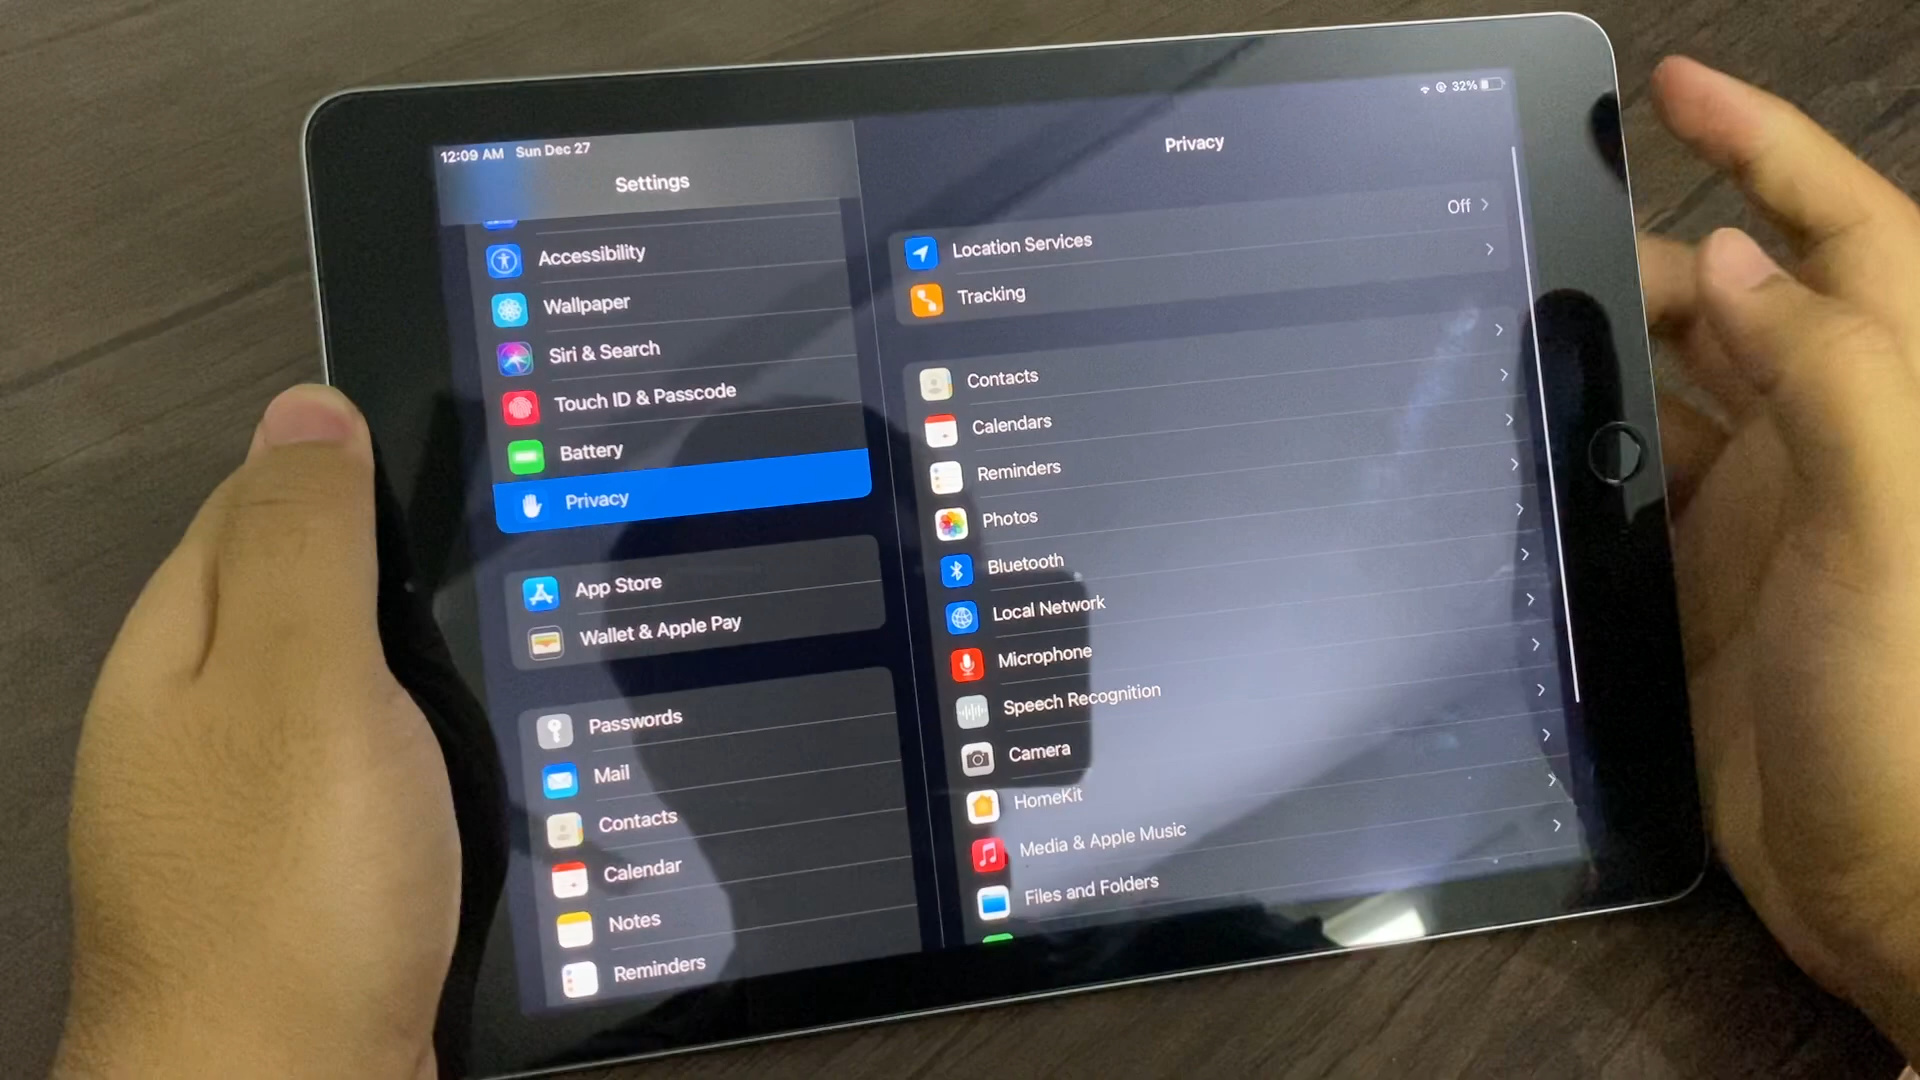 12:09 AM Sun Dec 27
32%
Settings
Accessibility
Wallpaper
Siri & Search
Touch ID & Passcode
Battery
Privacy
App Store
Wallet & Apple Pay
Passwords
Mail
Contacts
Calendar
Notes
Reminders
Privacy
Location Services Off
Tracking
Contacts
Calendars
Reminders
Photos
Bluetooth
Local Network
Microphone
Speech Recognition
Camera
HomeKit
Media & Apple Music
Files and Folders